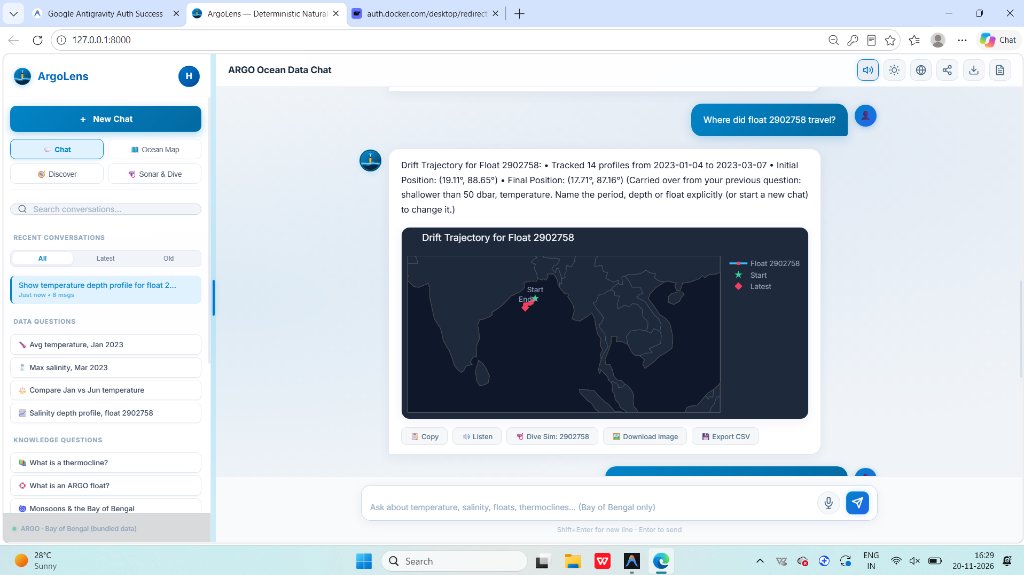 Google Antigravity Auth Success
ArgoLens — Deterministic Natural
auth.docker.com/desktop/redirect
127.0.0.1:8000
Chat
ArgoLens
H
ARGO Ocean Data Chat
+ New Chat
Chat
Ocean Map
Discover
Sonar & Dive
Search conversations...
RECENT CONVERSATIONS
All
Latest
Old
Show temperature depth profile for float 2...
Just now • 8 msgs
DATA QUESTIONS
Avg temperature, Jan 2023
Max salinity, Mar 2023
Compare Jan vs Jun temperature
Salinity depth profile, float 2902758
KNOWLEDGE QUESTIONS
What is a thermocline?
What is an ARGO float?
Monsoons & the Bay of Bengal
ARGO · Bay of Bengal (bundled data)
Where did float 2902758 travel?
Drift Trajectory for Float 2902758: • Tracked 14 profiles from 2023-01-04 to 2023-03-07 • Initial
Position: (19.11°, 88.65°) • Final Position: (17.71°, 87.16°) (Carried over from your previous question:
shallower than 50 dbar, temperature. Name the period, depth or float explicitly (or start a new chat)
to change it.)
Drift Trajectory for Float 2902758
Float 2902758
Start
Latest
Start
End
Copy
Listen
Dive Sim: 2902758
Download Image
Export CSV
Ask about temperature, salinity, floats, thermoclines... (Bay of Bengal only)
Shift+Enter for new line · Enter to send
28°C
Sunny
Search
ENG
IN
16:29
20-11-2026